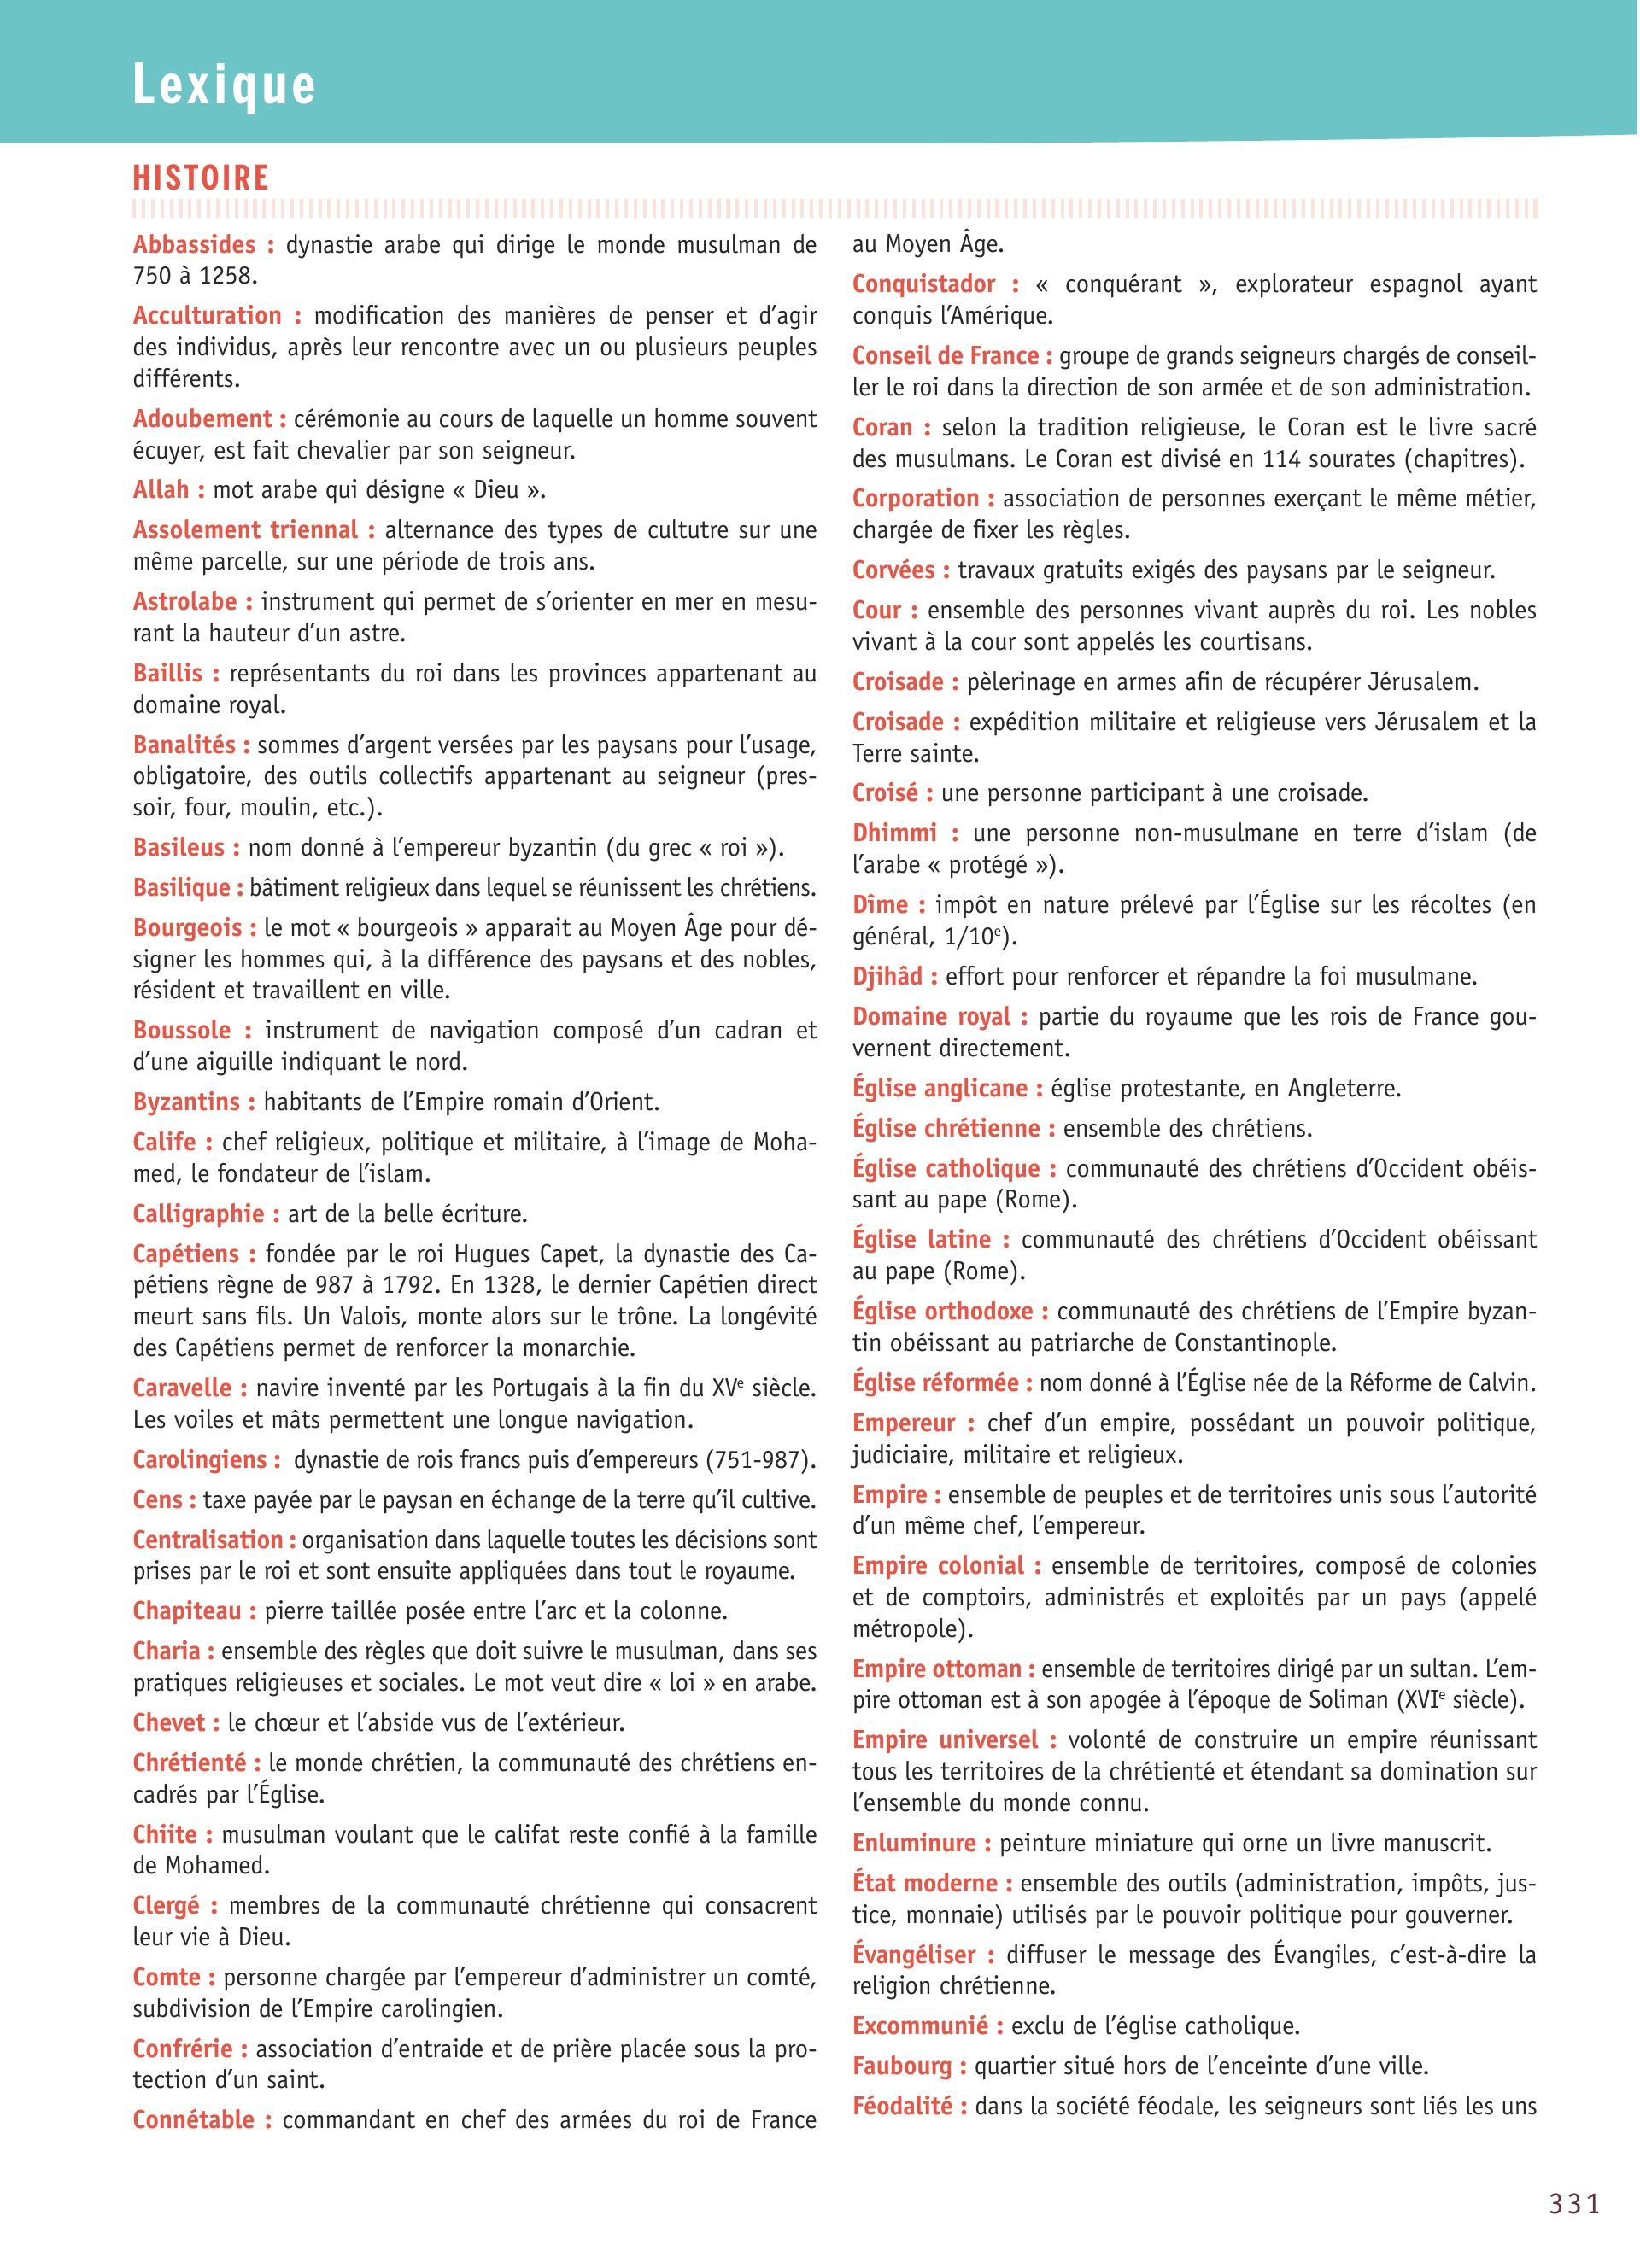 Lexique
HISTOIRE
Abbassides : dynastie arabe qui dirige le monde musulman de
750 à 1258.
Acculturation : modification des manières de penser et d’agir
des individus, après leur rencontre avec un ou plusieurs peuples
différents.
Adoubement : cérémonie au cours de laquelle un homme souvent
écuyer, est fait chevalier par son seigneur.
Allah : mot arabe qui désigne « Dieu ».
Assolement triennal : alternance des types de cultutre sur une
même parcelle, sur une période de trois ans.
Astrolabe : instrument qui permet de s’orienter en mer en mesu-
rant la hauteur d’un astre.
Baillis : représentants du roi dans les provinces appartenant au
domaine royal.
Banalités : sommes d’argent versées par les paysans pour l’usage,
obligatoire, des outils collectifs appartenant au seigneur (pres-
soir, four, moulin, etc.).
Basileus : nom donné à l’empereur byzantin (du grec « roi »).
Basilique : bâtiment religieux dans lequel se réunissent les chrétiens.
Bourgeois : le mot « bourgeois » apparait au Moyen Âge pour dé-
signer les hommes qui, à la différence des paysans et des nobles,
résident et travaillent en ville.
Boussole : instrument de navigation composé d’un cadran et
d’une aiguille indiquant le nord.
Byzantins : habitants de l’Empire romain d’Orient.
Calife : chef religieux, politique et militaire, à l’image de Moha-
med, le fondateur de l’islam.
Calligraphie : art de la belle écriture.
Capétiens : fondée par le roi Hugues Capet, la dynastie des Ca-
pétiens règne de 987 à 1792. En 1328, le dernier Capétien direct
meurt sans fils. Un Valois, monte alors sur le trône. La longévité
des Capétiens permet de renforcer la monarchie.
Caravelle : navire inventé par les Portugais à la fin du XVe siècle.
Les voiles et mâts permettent une longue navigation.
Carolingiens : dynastie de rois francs puis d’empereurs (751-987).
Cens : taxe payée par le paysan en échange de la terre qu’il cultive.
Centralisation : organisation dans laquelle toutes les décisions sont
prises par le roi et sont ensuite appliquées dans tout le royaume.
Chapiteau : pierre taillée posée entre l’arc et la colonne.
Charia : ensemble des règles que doit suivre le musulman, dans ses
pratiques religieuses et sociales. Le mot veut dire « loi » en arabe.
Chevet : le chœur et l’abside vus de l’extérieur.
Chrétienté : le monde chrétien, la communauté des chrétiens en-
cadrés par l’Église.
Chiite : musulman voulant que le califat reste confié à la famille
de Mohamed.
Clergé : membres de la communauté chrétienne qui consacrent
leur vie à Dieu.
Comte : personne chargée par l’empereur d’administrer un comté,
subdivision de l’Empire carolingien.
Confrérie : association d’entraide et de prière placée sous la pro-
tection d’un saint.
Connétable : commandant en chef des armées du roi de France
au Moyen Âge.
Conquistador : « conquérant », explorateur espagnol ayant
conquis l’Amérique.
Conseil de France : groupe de grands seigneurs chargés de conseil-
ler le roi dans la direction de son armée et de son administration.
Coran : selon la tradition religieuse, le Coran est le livre sacré
des musulmans. Le Coran est divisé en 114 sourates (chapitres).
Corporation : association de personnes exerçant le même métier,
chargée de fixer les règles.
Corvées : travaux gratuits exigés des paysans par le seigneur.
Cour : ensemble des personnes vivant auprès du roi. Les nobles
vivant à la cour sont appelés les courtisans.
Croisade : pèlerinage en armes afin de récupérer Jérusalem.
Croisade : expédition militaire et religieuse vers Jérusalem et la
Terre sainte.
Croisé : une personne participant à une croisade.
Dhimmi : une personne non-musulmane en terre d’islam (de
l’arabe « protégé »).
Dîme : impôt en nature prélevé par l’Église sur les récoltes (en
général, 1/10e).
Djihâd : effort pour renforcer et répandre la foi musulmane.
Domaine royal : partie du royaume que les rois de France gou-
vernent directement.
Église anglicane : église protestante, en Angleterre.
Église chrétienne : ensemble des chrétiens.
Église catholique : communauté des chrétiens d’Occident obéis-
sant au pape (Rome).
Église latine : communauté des chrétiens d’Occident obéissant
au pape (Rome).
Église orthodoxe : communauté des chrétiens de l’Empire byzan-
tin obéissant au patriarche de Constantinople.
Église réformée : nom donné à l’Église née de la Réforme de Calvin.
Empereur : chef d’un empire, possédant un pouvoir politique,
judiciaire, militaire et religieux.
Empire : ensemble de peuples et de territoires unis sous l’autorité
d’un même chef, l’empereur.
Empire colonial : ensemble de territoires, composé de colonies
et de comptoirs, administrés et exploités par un pays (appelé
métropole).
Empire ottoman : ensemble de territoires dirigé par un sultan. L’em-
pire ottoman est à son apogée à l’époque de Soliman (XVIe siècle).
Empire universel : volonté de construire un empire réunissant
tous les territoires de la chrétienté et étendant sa domination sur
l’ensemble du monde connu.
Enluminure : peinture miniature qui orne un livre manuscrit.
État moderne : ensemble des outils (administration, impôts, jus-
tice, monnaie) utilisés par le pouvoir politique pour gouverner.
Évangéliser : diffuser le message des Évangiles, c’est-à-dire la
religion chrétienne.
Excommunié : exclu de l’église catholique.
Faubourg : quartier situé hors de l’enceinte d’une ville.
Féodalité : dans la société féodale, les seigneurs sont liés les uns
331